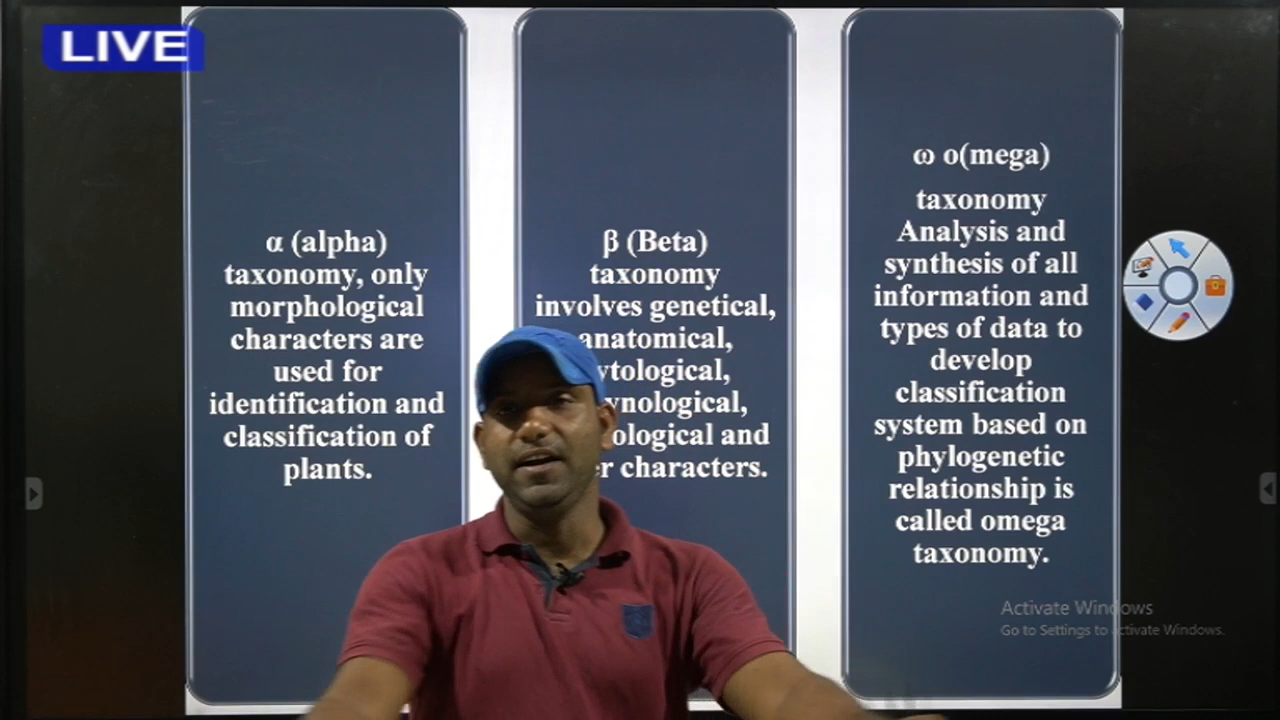 LIVE
α (alpha)
taxonomy, only
morphological
characters are
used for
identification and
classification of
plants.
β (Beta)
taxonomy
involves genetical,
anatomical,
and
characters.
ω o(mega)
taxonomy
Analysis and
synthesis of all
information and
types of data to
develop
classification
system based on
phylogenetic
relationship is
called omega
taxonomy.
Activate Windows
Go to Settings to activate Windows.